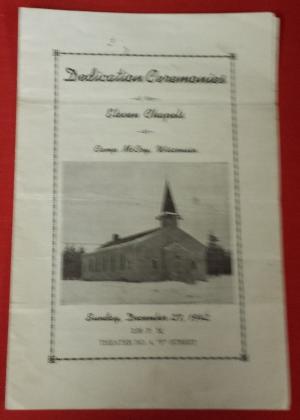 Dedication Ceremonies
Eleven Chapels
Camp McCoy, Wisconsin
Sunday, December 27, 1942
THEATER NO. 4, "F" STREET